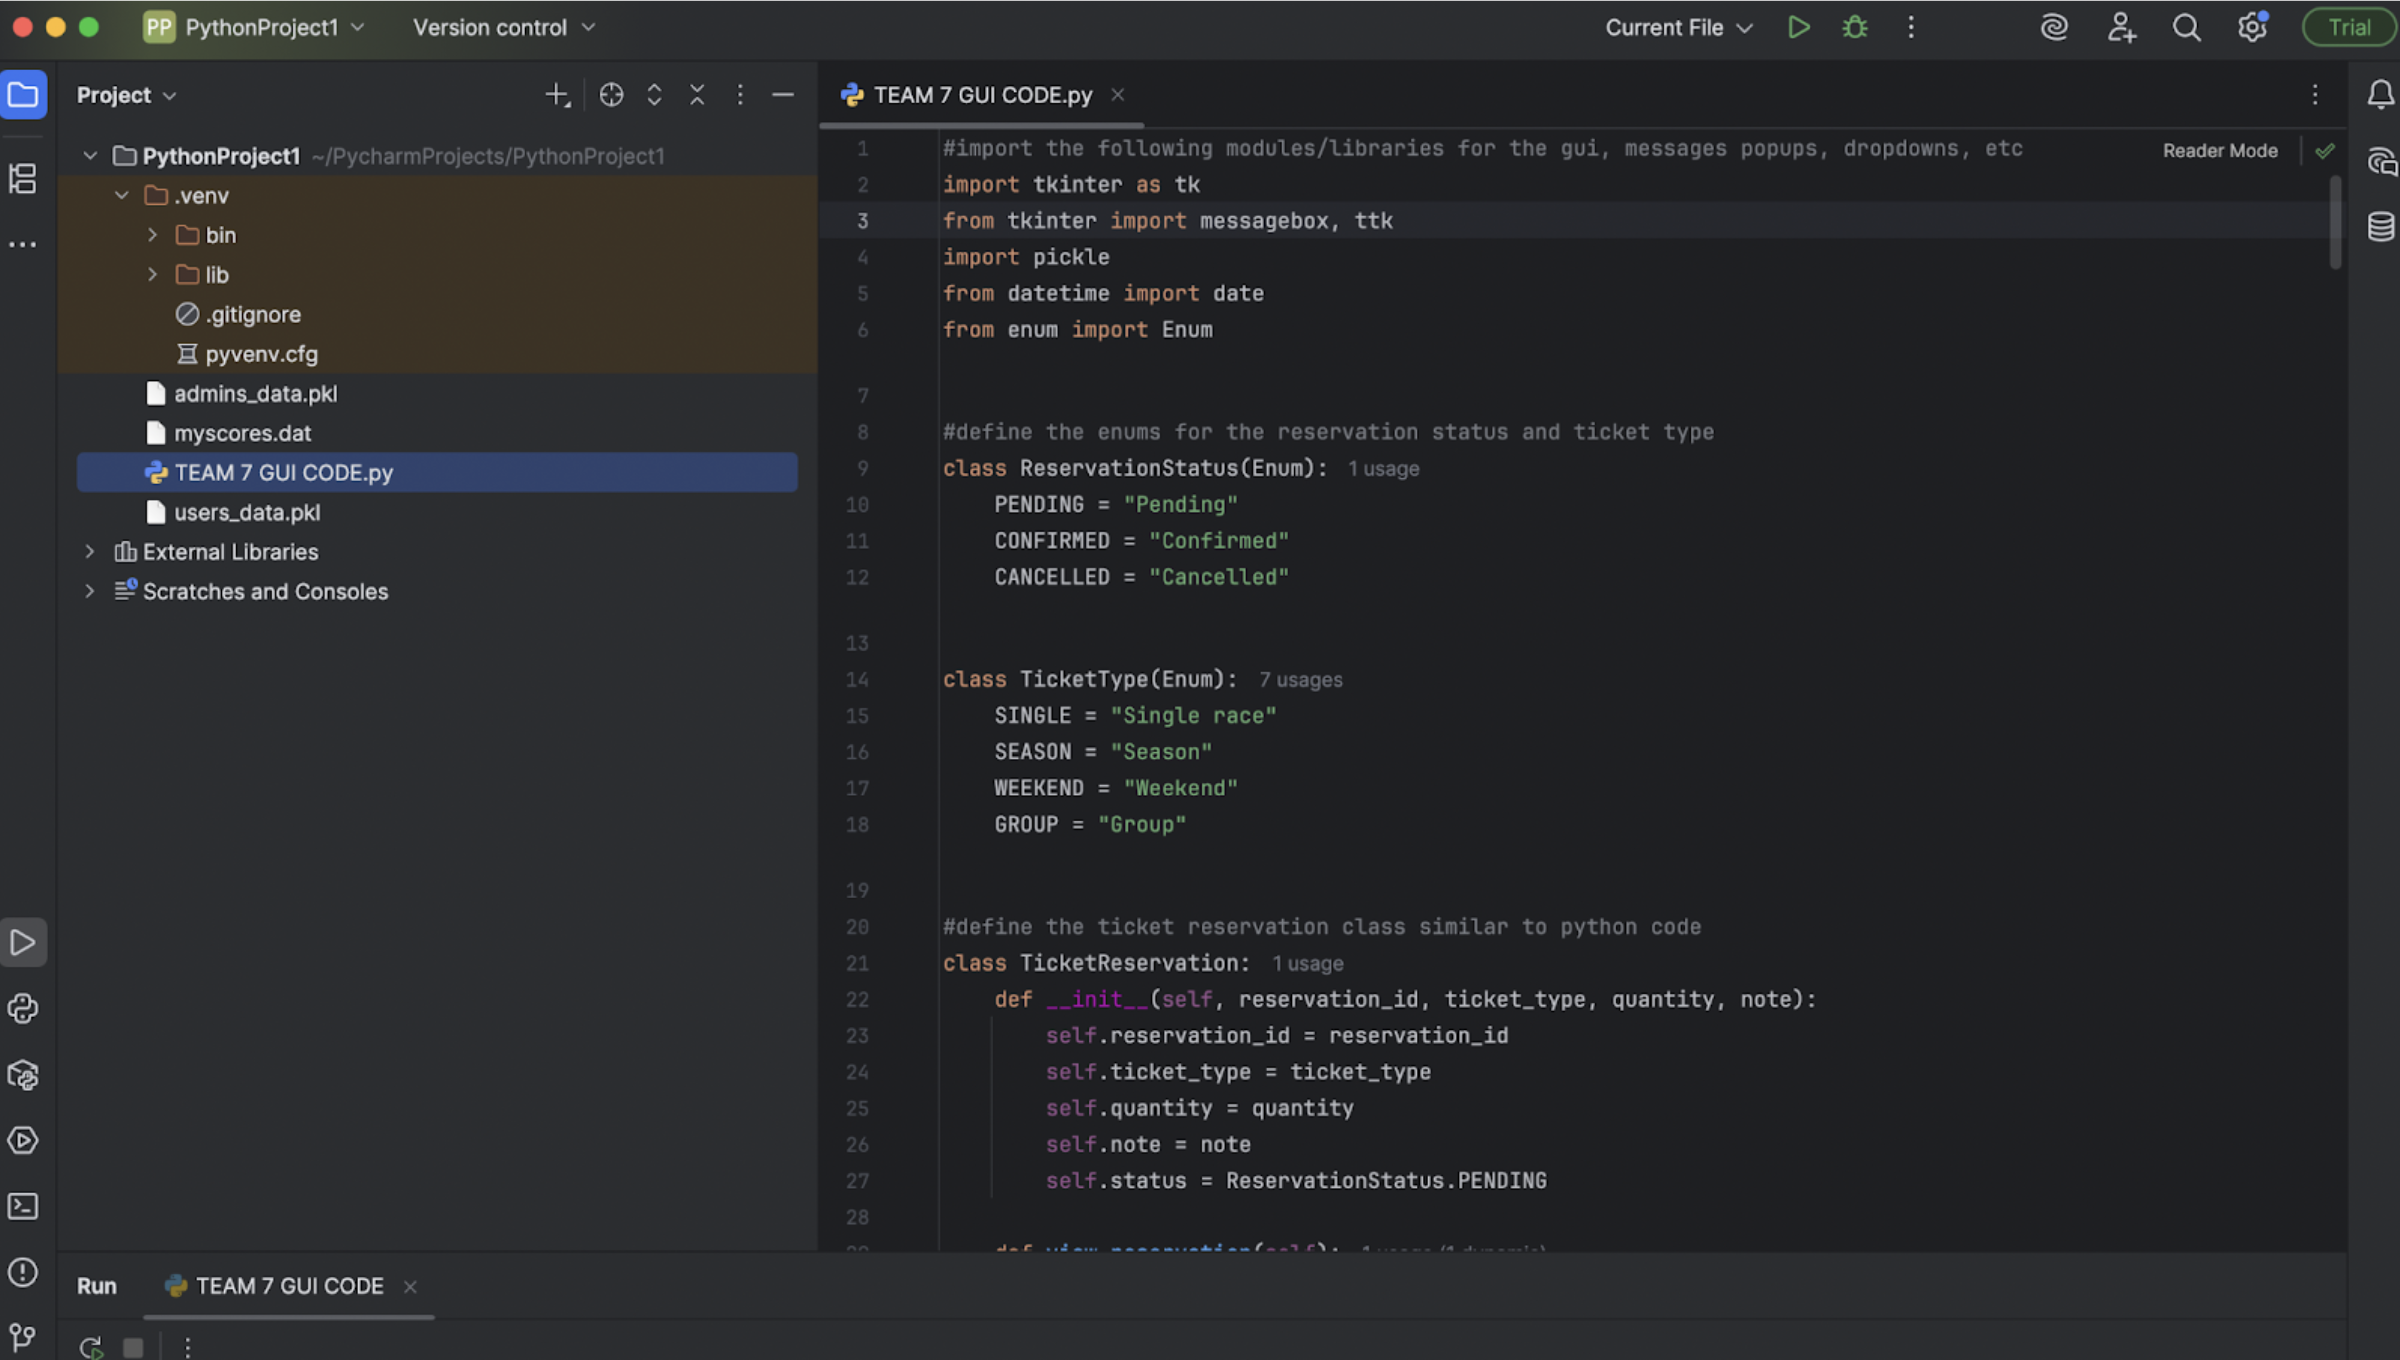 PP PythonProject1 Version control Current File Trial
Project
TEAM 7 GUI CODE.py
PythonProject1 ~/PycharmProjects/PythonProject1
.venv
bin
lib
.gitignore
pyvenv.cfg
admins_data.pkl
myscores.dat
TEAM 7 GUI CODE.py
users_data.pkl
External Libraries
Scratches and Consoles
Reader Mode
1 #import the following modules/libraries for the gui, messages popups, dropdowns, etc
2 import tkinter as tk
3 from tkinter import messagebox, ttk
4 import pickle
5 from datetime import date
6 from enum import Enum
7
8 #define the enums for the reservation status and ticket type
9 class ReservationStatus(Enum): 1 usage
10 PENDING = "Pending"
11 CONFIRMED = "Confirmed"
12 CANCELLED = "Cancelled"
13
14 class TicketType(Enum): 7 usages
15 SINGLE = "Single race"
16 SEASON = "Season"
17 WEEKEND = "Weekend"
18 GROUP = "Group"
19
20 #define the ticket reservation class similar to python code
21 class TicketReservation: 1 usage
22 def __init__(self, reservation_id, ticket_type, quantity, note):
23 self.reservation_id = reservation_id
24 self.ticket_type = ticket_type
25 self.quantity = quantity
26 self.note = note
27 self.status = ReservationStatus.PENDING
28
29 def view_reservation(self): 1 usage (1 dynamic)
Run TEAM 7 GUI CODE